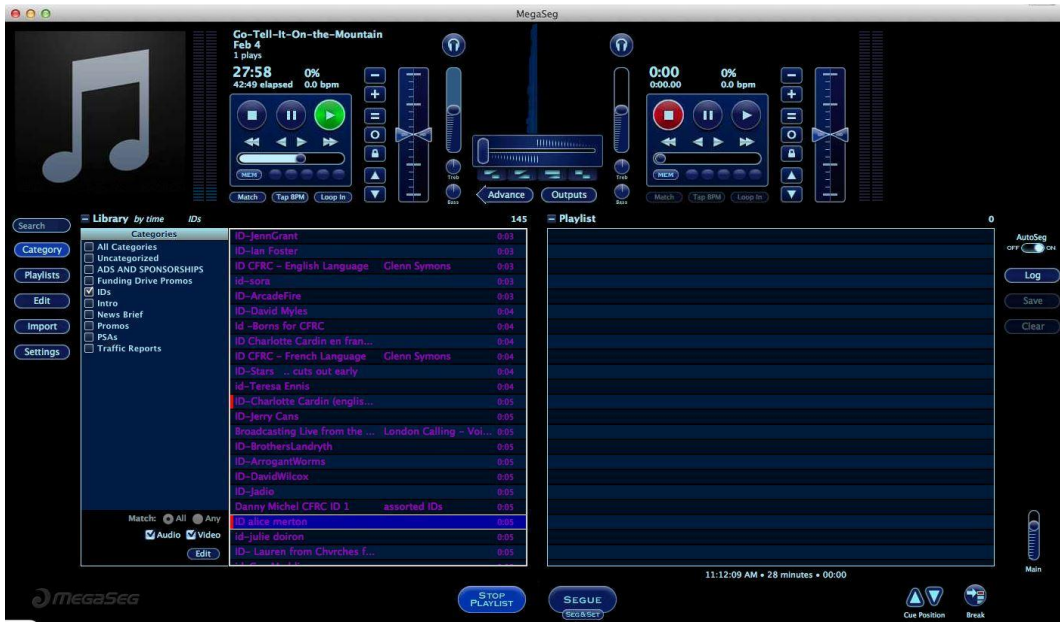 MegaSeg
Go-Tell-It-On-the-Mountain
Feb 4
1 plays
27:58 0%
42:49 elapsed 0.0 bpm
MEM
Match Tap BPM Loop In
Treb
Bass
Advance Outputs
Treb
Bass
0:00 0%
0:00.00 0.0 bpm
MEM
Match Tap BPM Loop In
Search
Category
Playlists
Edit
Import
Settings
Library by time IDs 145
Categories
All Categories
Uncategorized
ADS AND SPONSORSHIPS
Funding Drive Promos
IDs
Intro
News Brief
Promos
PSAs
Traffic Reports
Match: All Any
Audio Video
Edit
ID-JennGrant 0:03
ID-Ian Foster 0:03
ID CFRC - English Language Glenn Symons 0:03
id-sora 0:03
ID-ArcadeFire 0:03
ID-David Myles 0:04
Id -Borns for CFRC 0:04
ID Charlotte Cardin en fran... 0:04
ID CFRC - French Language Glenn Symons 0:04
ID-Stars .. cuts out early 0:04
id-Teresa Ennis 0:04
ID-Charlotte Cardin (englis... 0:05
ID-Jerry Cans 0:05
Broadcasting Live from the ... London Calling - Voi... 0:05
ID-BrothersLandryth 0:05
ID-ArrogantWorms 0:05
ID-DavidWilcox 0:05
ID-Jadio 0:05
Danny Michel CFRC ID 1 assorted IDs 0:05
ID alice merton 0:05
id-julie doiron 0:05
ID- Lauren from Chvrches f... 0:05
Playlist 0
AutoSeg
OFF ON
Log
Save
Clear
Main
11:12:09 AM • 28 minutes • 00:00
MEGASEG
STOP PLAYLIST
SEGUE
SEG&SET
Cue Position
Break